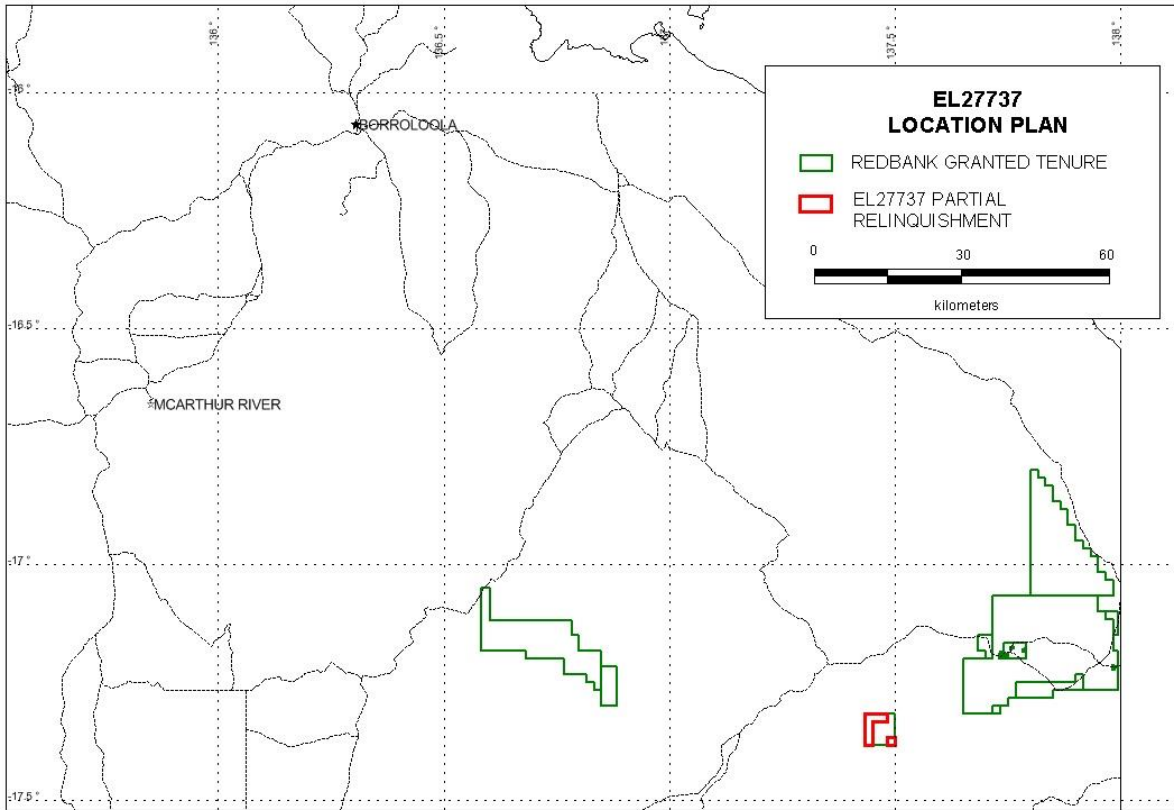 136 °
136.5 °
137.5 °
138 °
-16 °
BORROLOOLA
EL27737
LOCATION PLAN
REDBANK GRANTED TENURE
EL27737 PARTIAL
RELINQUISHMENT
0 30 60
kilometers
-16.5 °
MCARTHUR RIVER
-17 °
-17.5 °